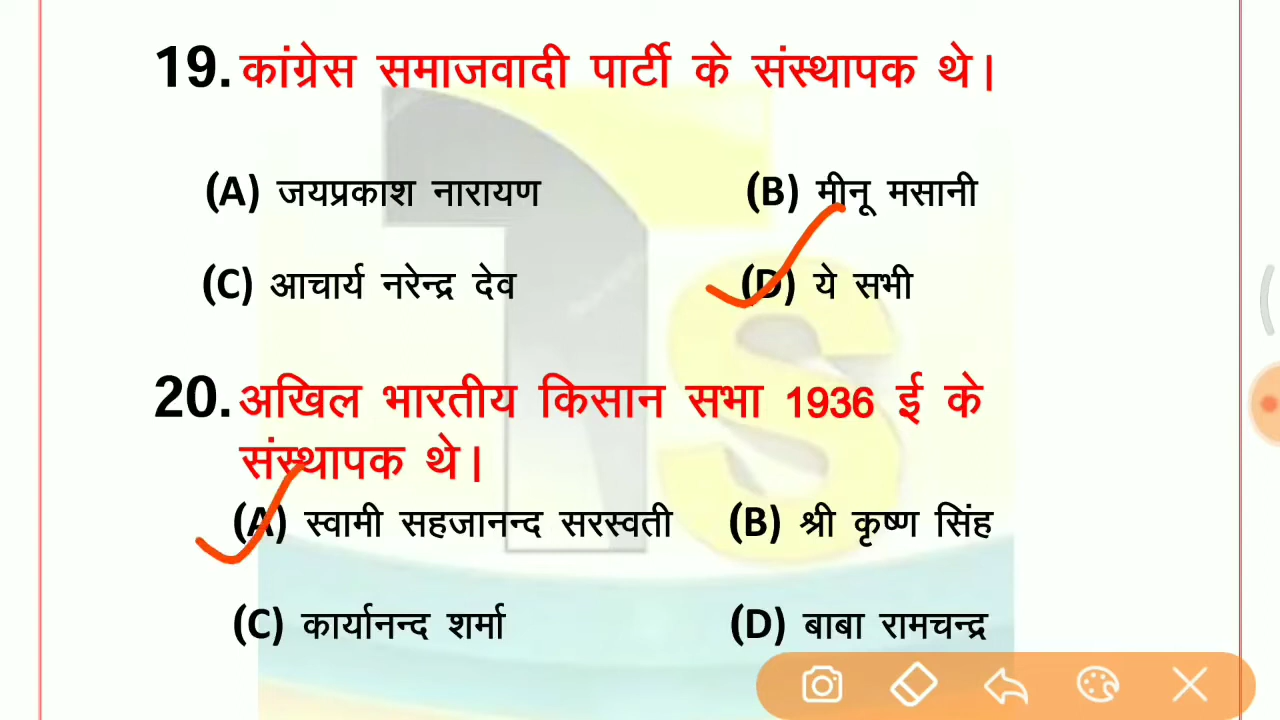 19. कांग्रेस समाजवादी पार्टी के संस्थापक थे।
(A) जयप्रकाश नारायण (B) मीनू मसानी
(C) आचार्य नरेन्द्र देव (D) ये सभी
20. अखिल भारतीय किसान सभा 1936 ई के
संस्थापक थे।
(A) स्वामी सहजानन्द सरस्वती (B) श्री कृष्ण सिंह
(C) कार्यानन्द शर्मा (D) बाबा रामचन्द्र